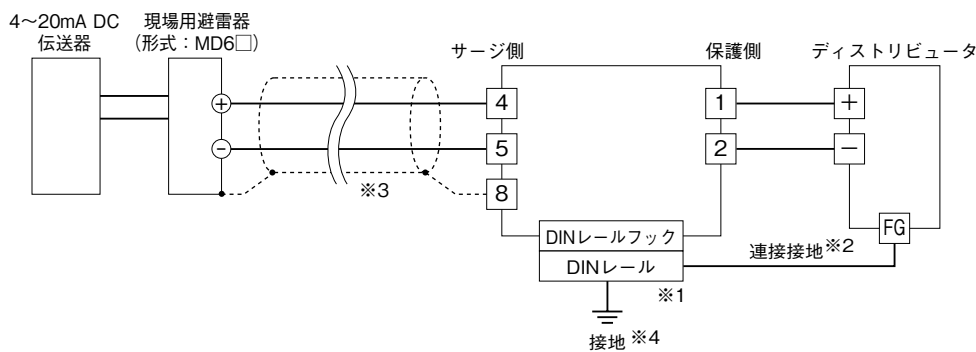 4～20mA DC
伝送器
現場用避雷器
（形式：MD6□）
サージ側
保護側
ディストリビュータ
＋
－
4
5
8
1
2
＋
－
※3
DINレールフック
DINレール
FG
連接接地※2
※1
接地 ※4